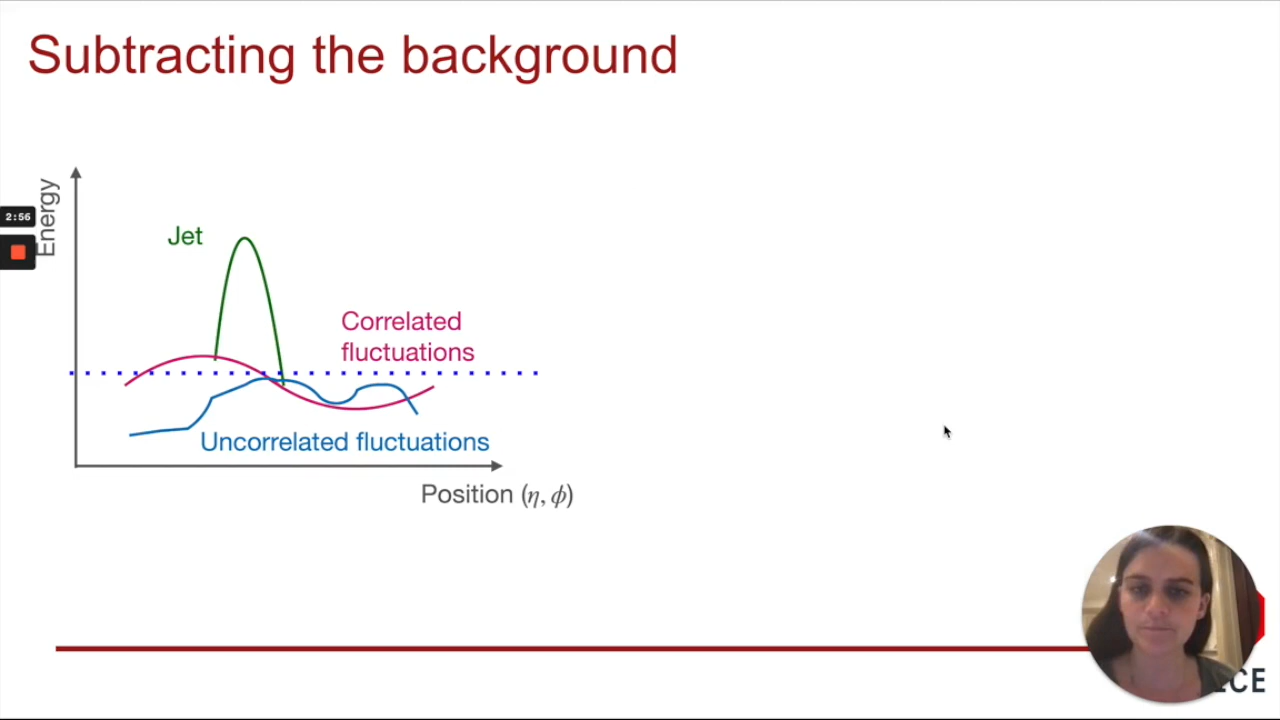 Subtracting the background
Energy
2:56
Jet
Correlated
fluctuations
Uncorrelated fluctuations
Position (η, ϕ)